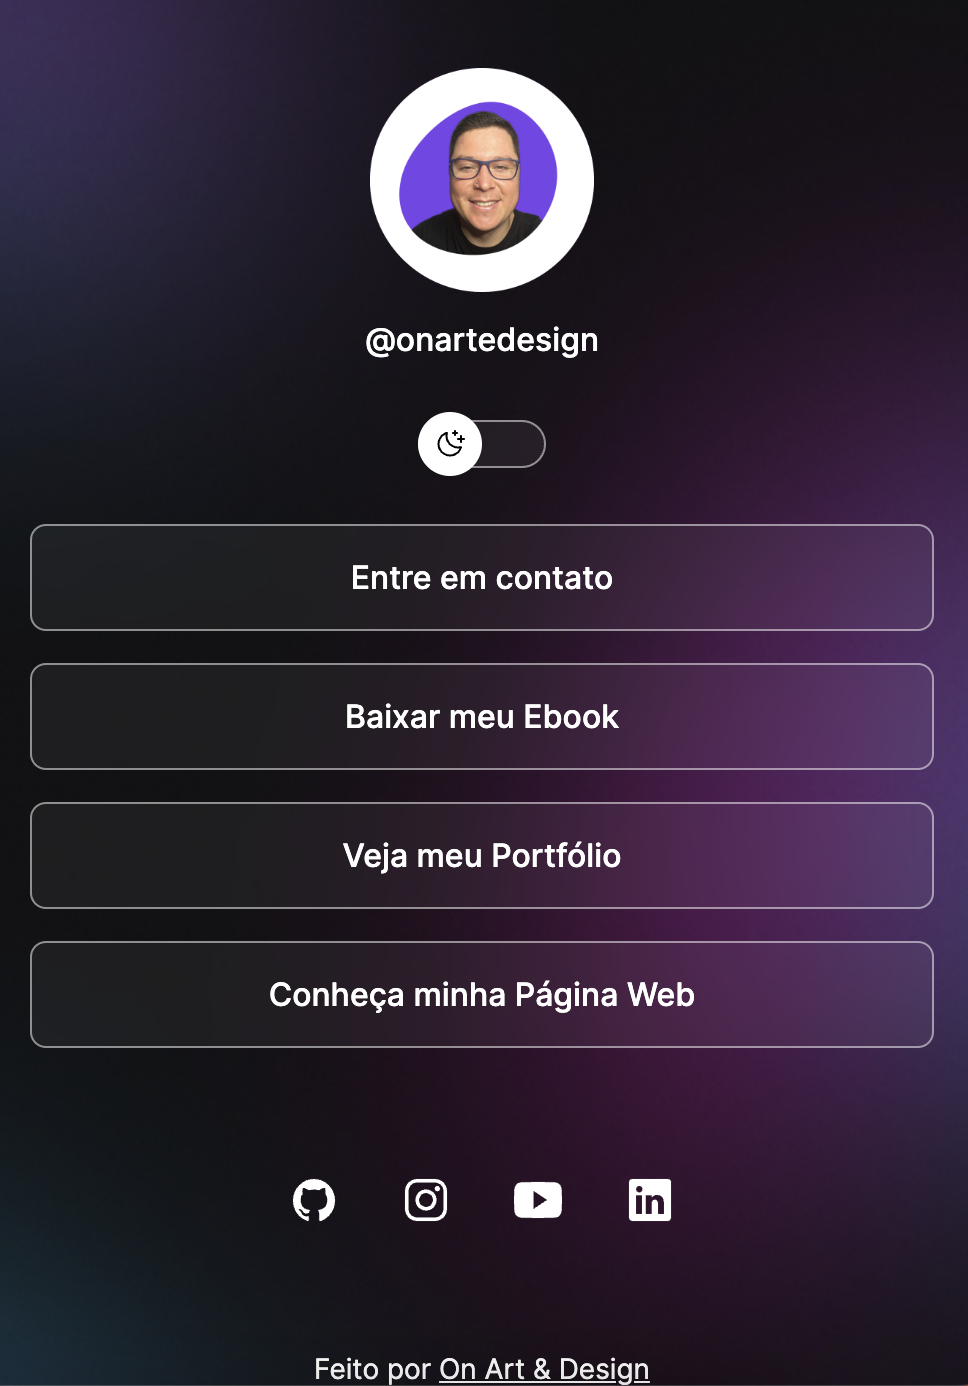 @onartedesign
Entre em contato
Baixar meu Ebook
Veja meu Portfólio
Conheça minha Página Web
in
Feito por On Art & Design